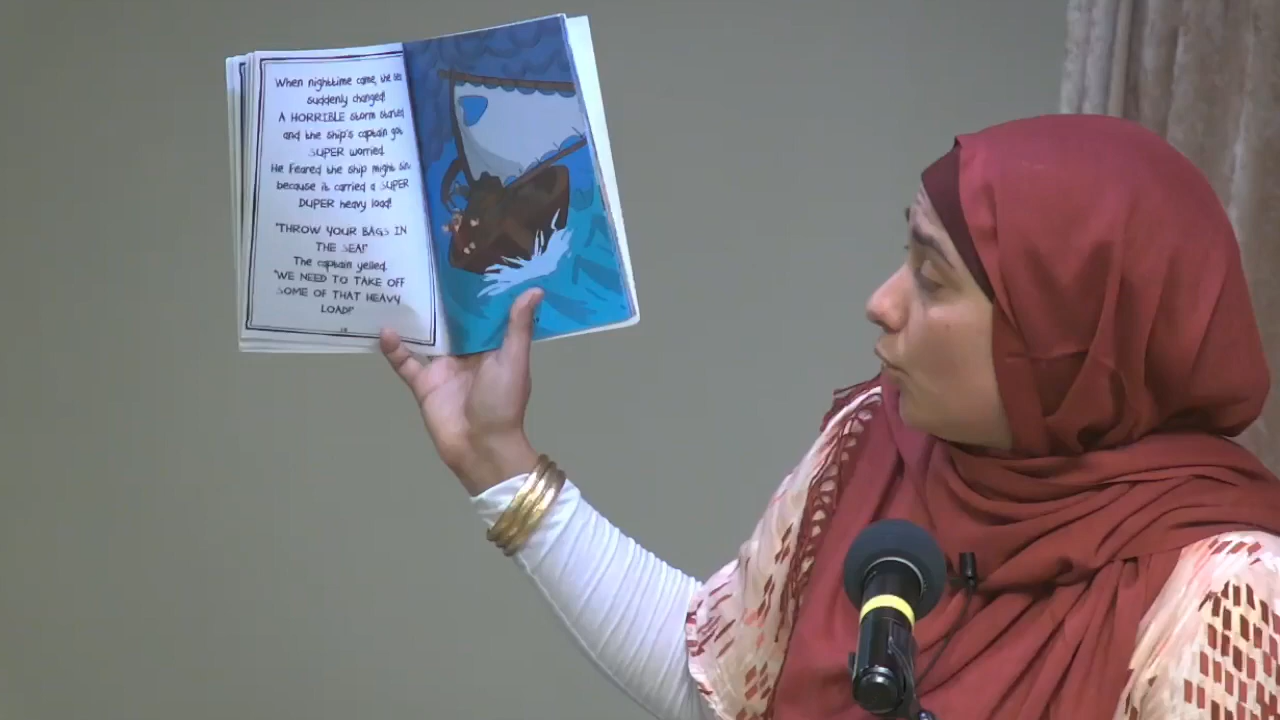 When nighttime came, the sea
suddenly changed!
A HORRIBLE storm started
and the ship's captain got
SUPER worried.
He feared the ship might sink
because it carried a SUPER
DUPER heavy load!
"THROW YOUR BAGS IN
THE SEA!"
The captain yelled.
"WE NEED TO TAKE OFF
SOME OF THAT HEAVY
LOAD!"